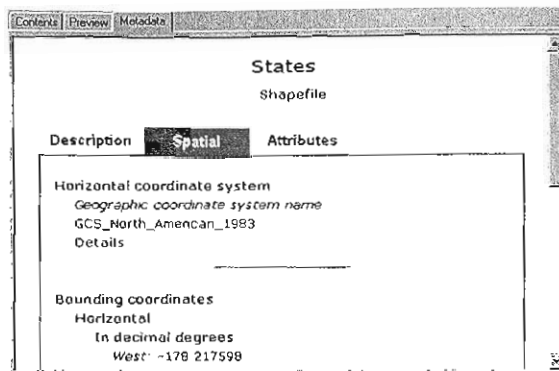 Contents Preview Metadata
States
Shapefile
Description Spatial Attributes
Horizontal coordinate system
Geographic coordinate system name
GCS_North_American_1983
Details
Bounding coordinates
Horizontal
In decimal degrees
West: -178 217598